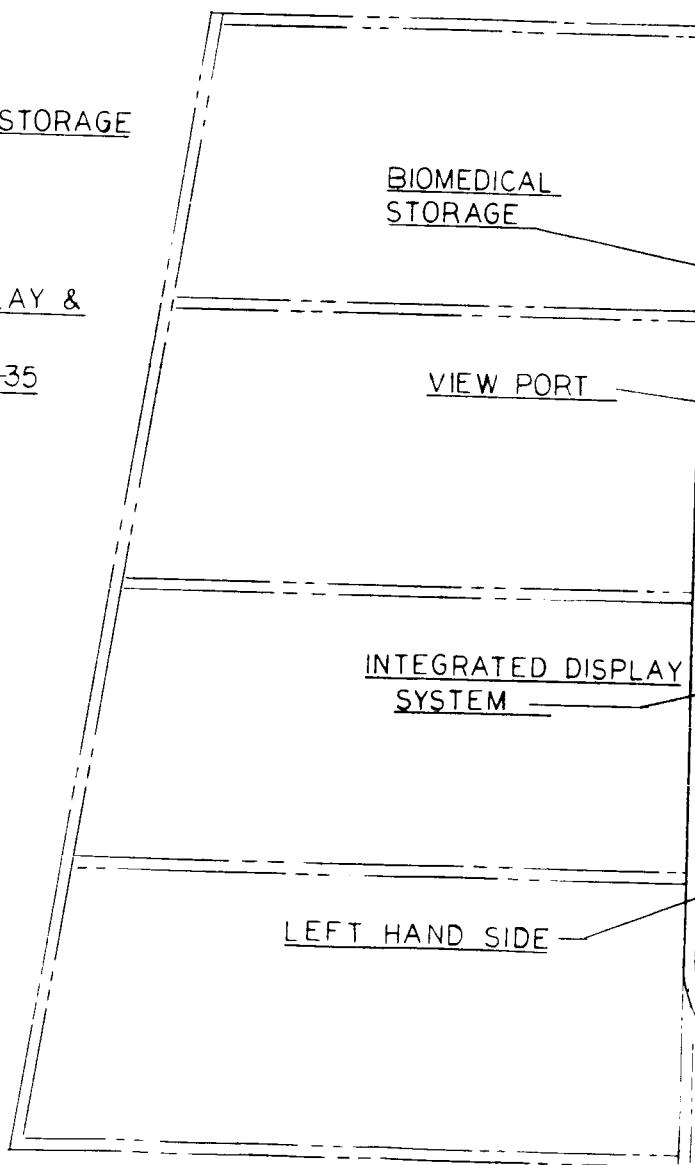 STORAGE
BIOMEDICAL
STORAGE
AY &
-35
VIEW PORT
INTEGRATED DISPLAY
SYSTEM
LEFT HAND SIDE